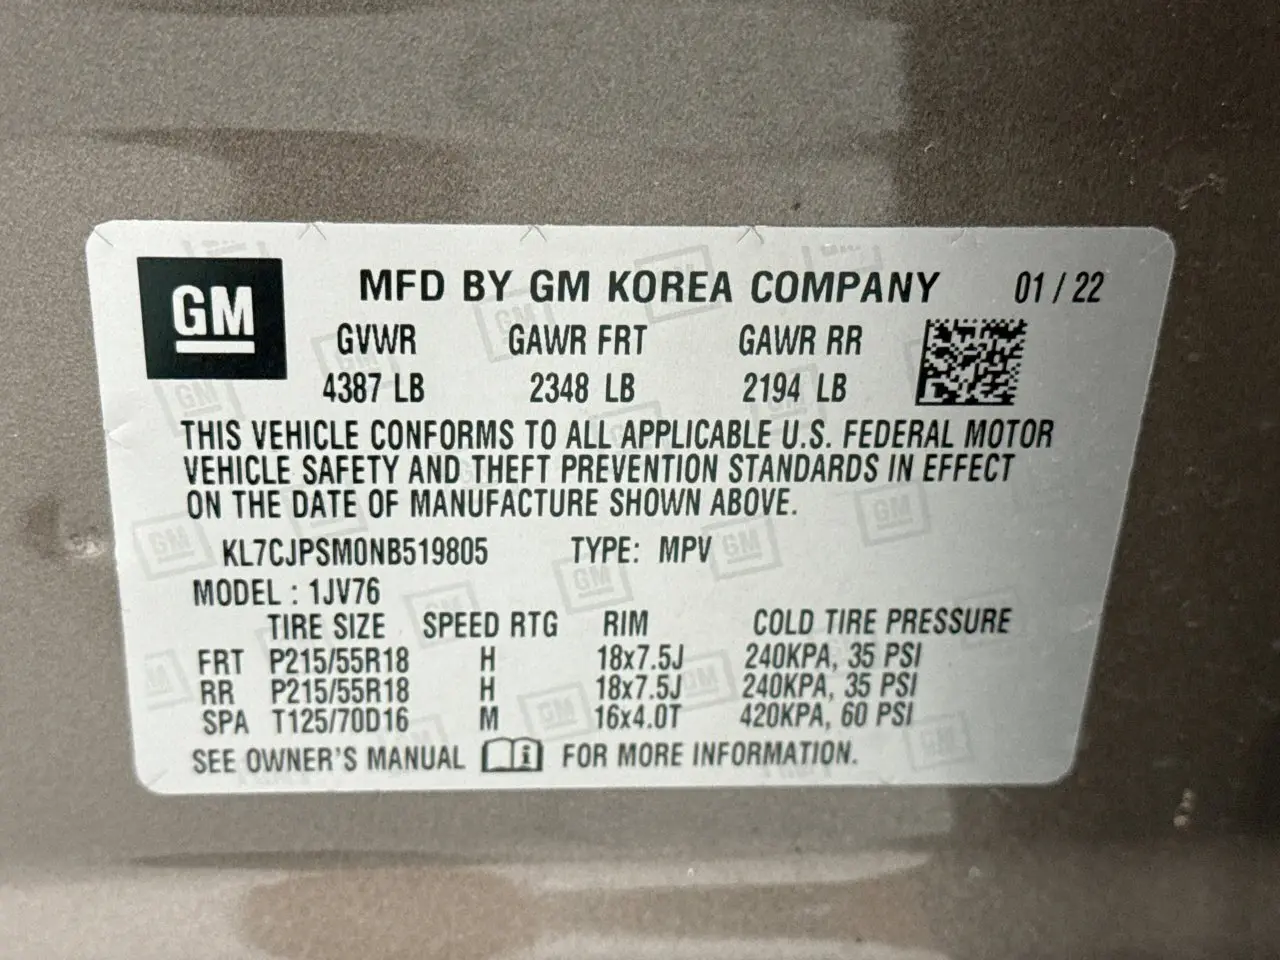 GM
MFD BY GM KOREA COMPANY 01 / 22
GVWR GAWR FRT GAWR RR
4387 LB 2348 LB 2194 LB
THIS VEHICLE CONFORMS TO ALL APPLICABLE U.S. FEDERAL MOTOR
VEHICLE SAFETY AND THEFT PREVENTION STANDARDS IN EFFECT
ON THE DATE OF MANUFACTURE SHOWN ABOVE.
KL7CJPSM0NB519805 TYPE: MPV
MODEL : 1JV76
TIRE SIZE SPEED RTG RIM COLD TIRE PRESSURE
FRT P215/55R18 H 18x7.5J 240KPA, 35 PSI
RR P215/55R18 H 18x7.5J 240KPA, 35 PSI
SPA T125/70D16 M 16x4.0T 420KPA, 60 PSI
SEE OWNER'S MANUAL i FOR MORE INFORMATION.